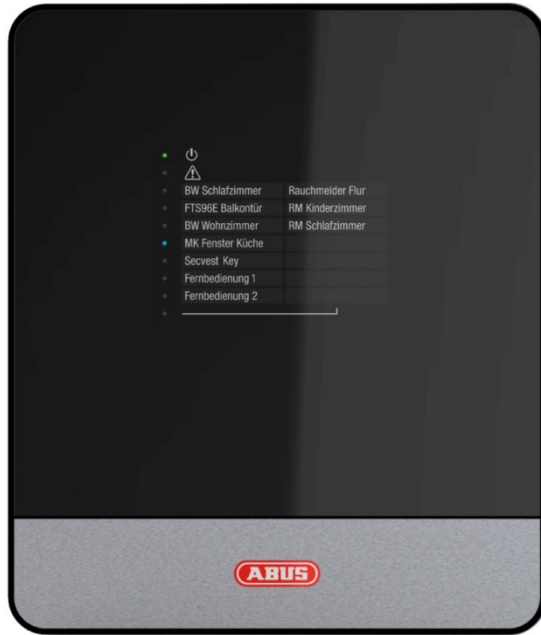 BW Schlafzimmer Rauchmelder Flur
FTS96E Balkontür RM Kinderzimmer
BW Wohnzimmer RM Schlafzimmer
MK Fenster Küche
Secvest Key
Fernbedienung 1
Fernbedienung 2
ABUS